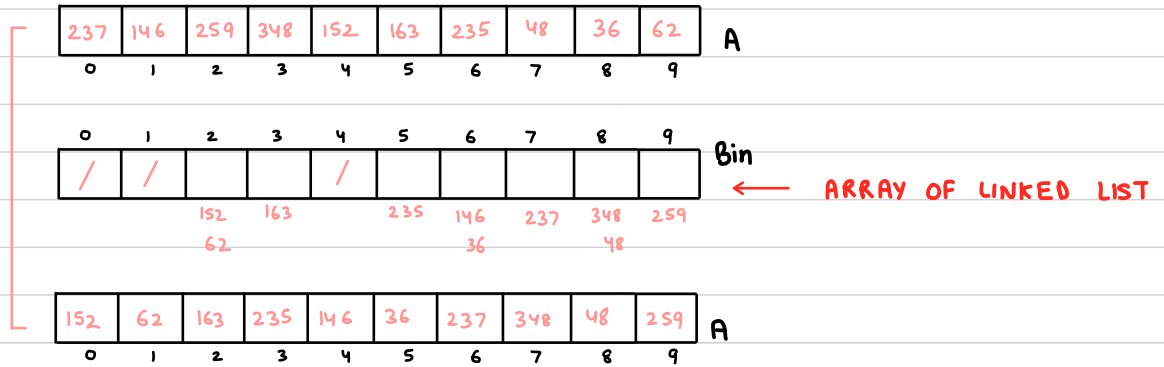 237 146 259 348 152 163 235 48 36 62 A
0 1 2 3 4 5 6 7 8 9
0 1 2 3 4 5 6 7 8 9 Bin
/ / /
← ARRAY OF LINKED LIST
152 163 235 146 237 348 259
62 36 48
152 62 163 235 146 36 237 348 48 259 A
0 1 2 3 4 5 6 7 8 9